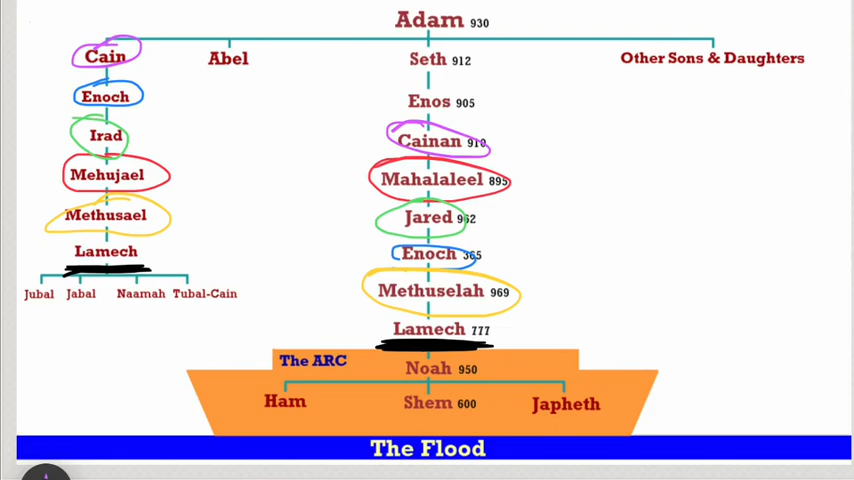 Adam 930
Cain
Abel
Seth 912
Other Sons & Daughters
Enoch
Enos 905
Irad
Cainan 910
Mehujael
Mahalaleel 895
Methusael
Jared 962
Lamech
Enoch 365
Jubal Jabal Naamah Tubal-Cain
Methuselah 969
Lamech 777
The ARC
Noah 950
Ham
Shem 600
Japheth
The Flood